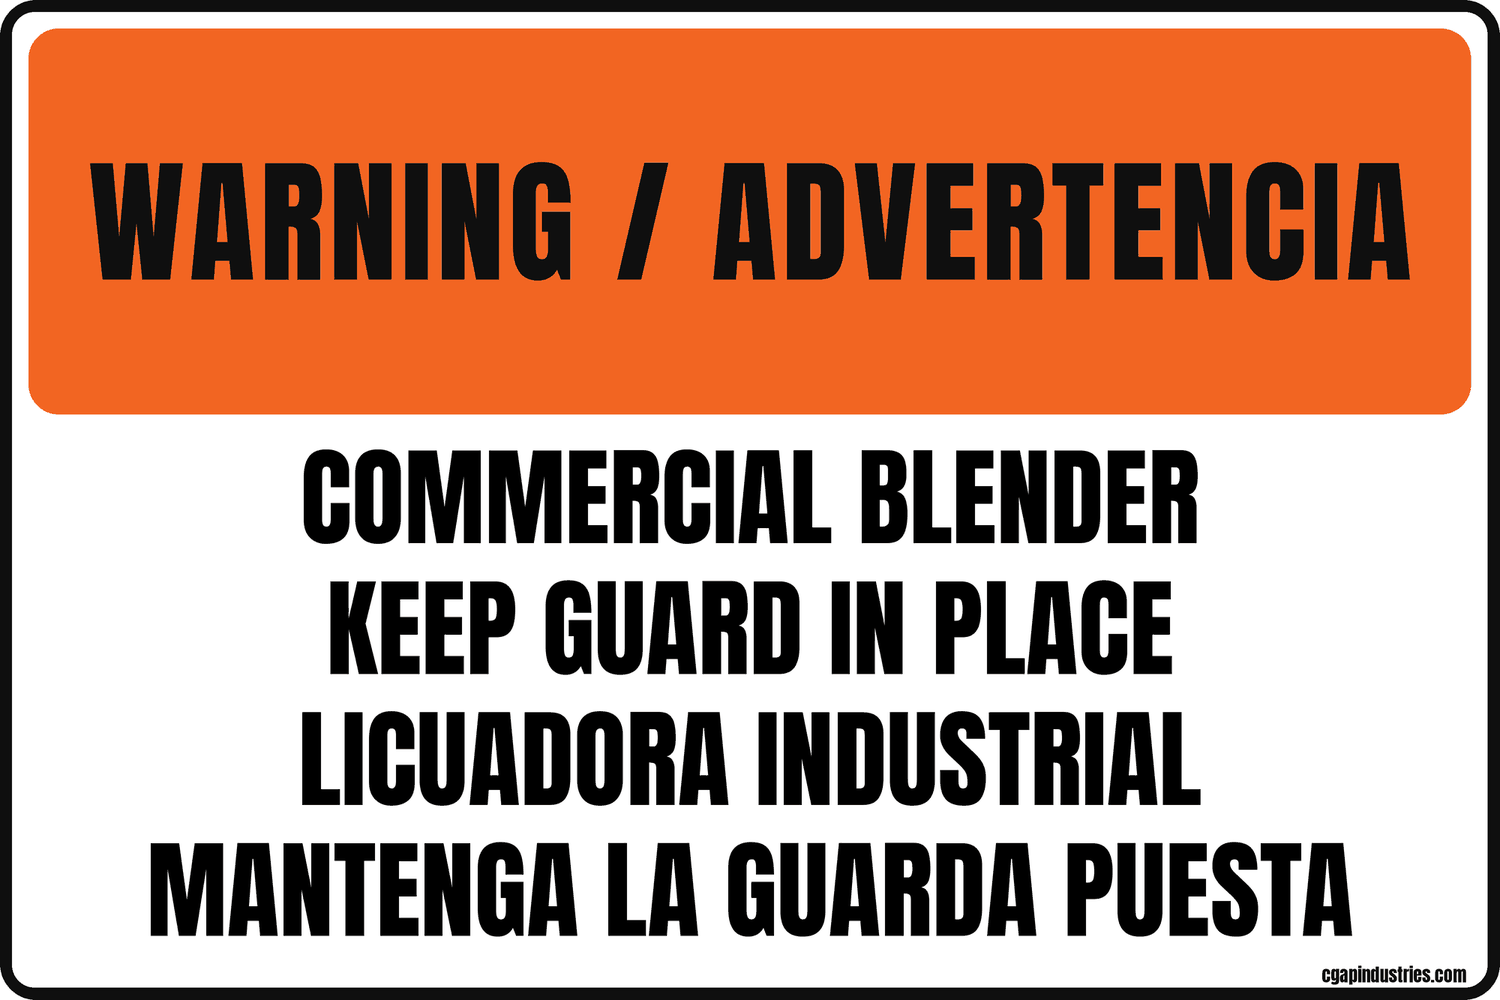 WARNING / ADVERTENCIA
COMMERCIAL BLENDER
KEEP GUARD IN PLACE
LICUADORA INDUSTRIAL
MANTENGA LA GUARDA PUESTA
cgapindustries.com